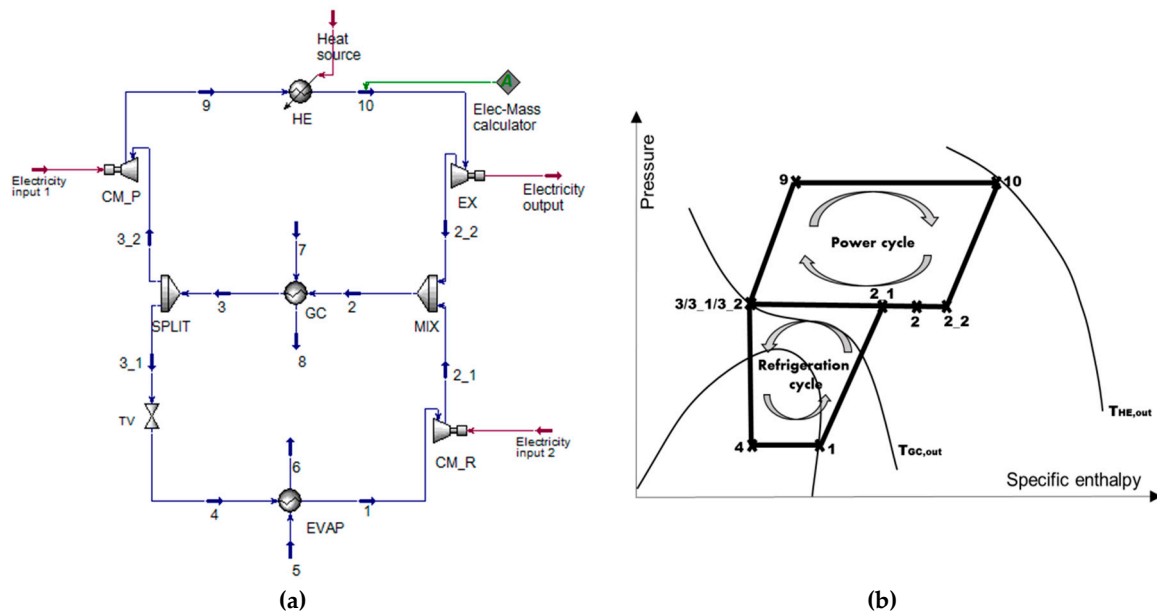 Heat
source
9
10
A
HE
Elec-Mass
calculator
Electricity
input 1
CM_P
EX
Electricity
output
3_2
7
2_2
3
2
SPLIT
GC
MIX
3_1
8
2_1
TV
6
CM_R
Electricity
input 2
4
1
EVAP
5
(a)
Pressure
9
10
Power cycle
3/3_1/3_2
2_1
2
2_2
Refrigeration
cycle
4
1
THE,out
TGC,out
Specific enthalpy
(b)